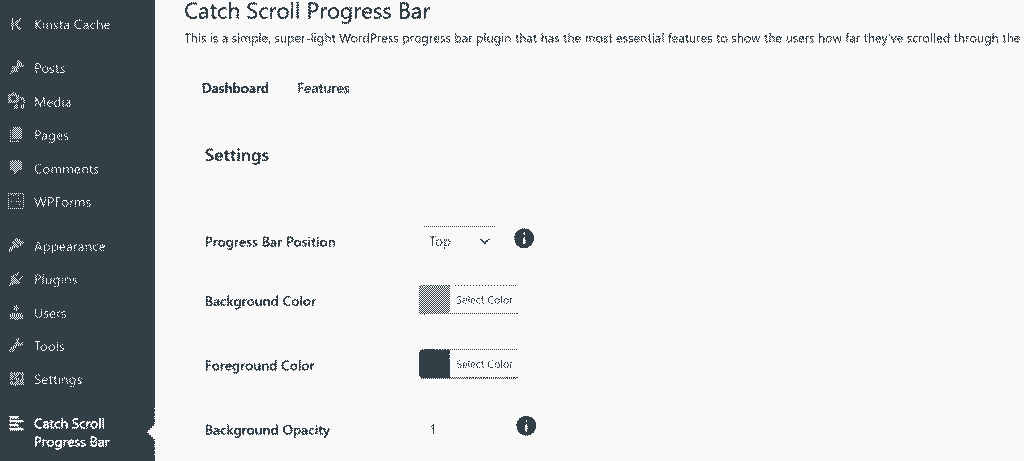 Catch Scroll Progress Bar
This is a simple, super-light WordPress progress bar plugin that has the most essential features to show the users how far they've scrolled through the
Kinsta Cache
Posts
Media
Pages
Comments
WPForms
Appearance
Plugins
Users
Tools
Settings
Catch Scroll
Progress Bar
Dashboard Features
Settings
Progress Bar Position Top
Background Color Select Color
Foreground Color Select Color
Background Opacity 1